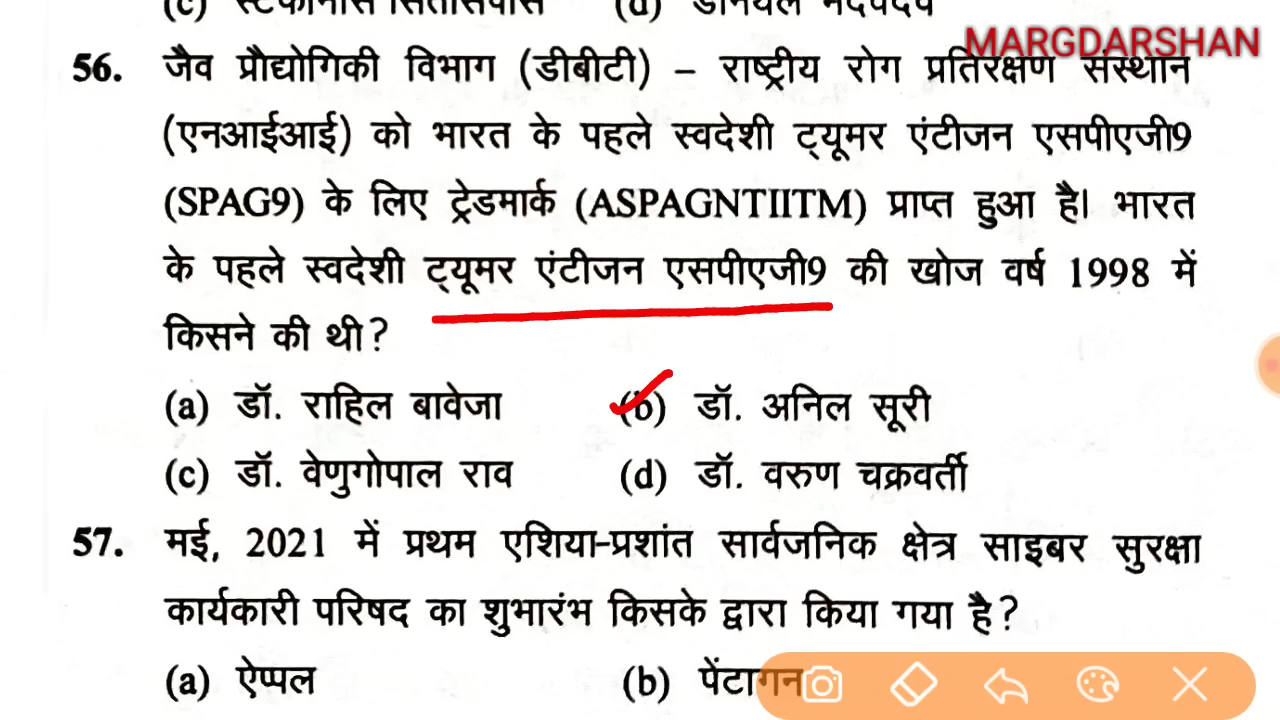 MARGDARSHAN
56. जैव प्रौद्योगिकी विभाग (डीबीटी) – राष्ट्रीय रोग प्रतिरक्षण संस्थान
(एनआईआई) को भारत के पहले स्वदेशी ट्यूमर एंटीजन एसपीएजी9
(SPAG9) के लिए ट्रेडमार्क (ASPAGNTIITM) प्राप्त हुआ है। भारत
के पहले स्वदेशी ट्यूमर एंटीजन एसपीएजी9 की खोज वर्ष 1998 में
किसने की थी?
(a) डॉ. राहिल बावेजा (b) डॉ. अनिल सूरी
(c) डॉ. वेणुगोपाल राव (d) डॉ. वरुण चक्रवर्ती
57. मई, 2021 में प्रथम एशिया-प्रशांत सार्वजनिक क्षेत्र साइबर सुरक्षा
कार्यकारी परिषद का शुभारंभ किसके द्वारा किया गया है?
(a) ऐप्पल (b) पेंटागन